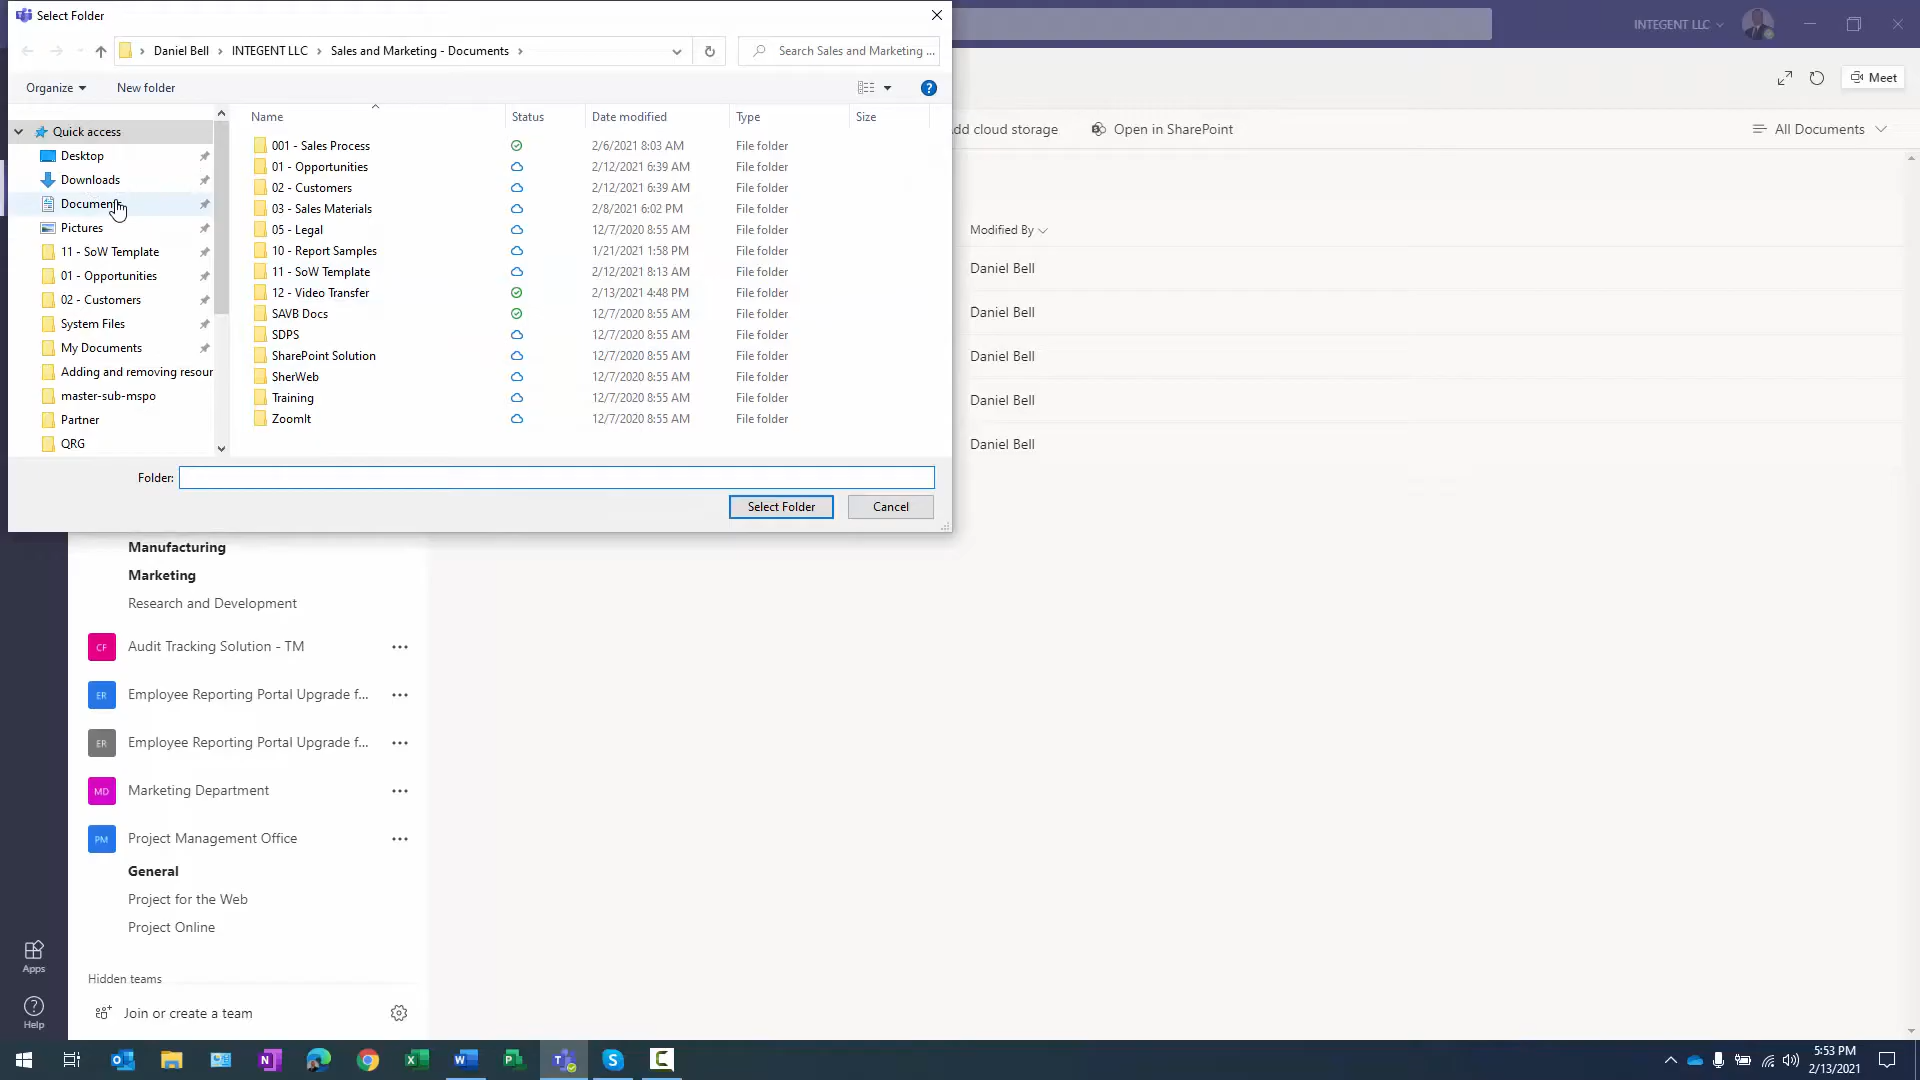 Select Folder
INTEGENT LLC
Daniel Bell > INTEGENT LLC > Sales and Marketing - Documents >
Search Sales and Marketing ...
Organize
New folder
Meet
Name
Status
Date modified
Type
Size
dd cloud storage
Open in SharePoint
All Documents
Quick access
Desktop
Downloads
Documents
Pictures
11 - SoW Template
01 - Opportunities
02 - Customers
System Files
My Documents
Adding and removing resour
master-sub-mspo
Partner
QRG
001 - Sales Process 2/6/2021 8:03 AM File folder
01 - Opportunities 2/12/2021 6:39 AM File folder
02 - Customers 2/12/2021 6:39 AM File folder
03 - Sales Materials 2/8/2021 6:02 PM File folder
05 - Legal 12/7/2020 8:55 AM File folder
10 - Report Samples 1/21/2021 1:58 PM File folder
11 - SoW Template 2/12/2021 8:13 AM File folder
12 - Video Transfer 2/13/2021 4:48 PM File folder
SAVB Docs 12/7/2020 8:55 AM File folder
SDPS 12/7/2020 8:55 AM File folder
SharePoint Solution 12/7/2020 8:55 AM File folder
SherWeb 12/7/2020 8:55 AM File folder
Training 12/7/2020 8:55 AM File folder
ZoomIt 12/7/2020 8:55 AM File folder
Modified By
Daniel Bell
Daniel Bell
Daniel Bell
Daniel Bell
Daniel Bell
Folder:
Select Folder
Cancel
Manufacturing
Marketing
Research and Development
CF Audit Tracking Solution - TM
ER Employee Reporting Portal Upgrade f...
ER Employee Reporting Portal Upgrade f...
MD Marketing Department
PM Project Management Office
General
Project for the Web
Project Online
Hidden teams
Join or create a team
Apps
Help
5:53 PM
2/13/2021